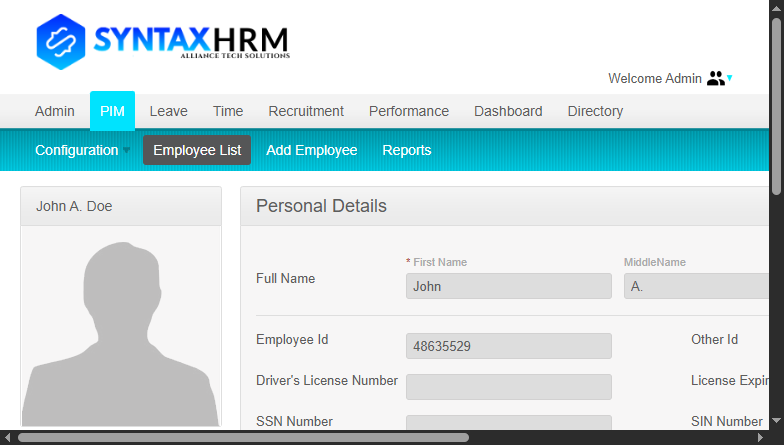 SYNTAXHRM
ALLIANCE TECH SOLUTIONS
Welcome Admin
Admin PIM Leave Time Recruitment Performance Dashboard Directory
Configuration Employee List Add Employee Reports
John A. Doe
Personal Details
* First Name MiddleName
Full Name John A.
Employee Id 48635529 Other Id
Driver's License Number License Expir
SSN Number SIN Number